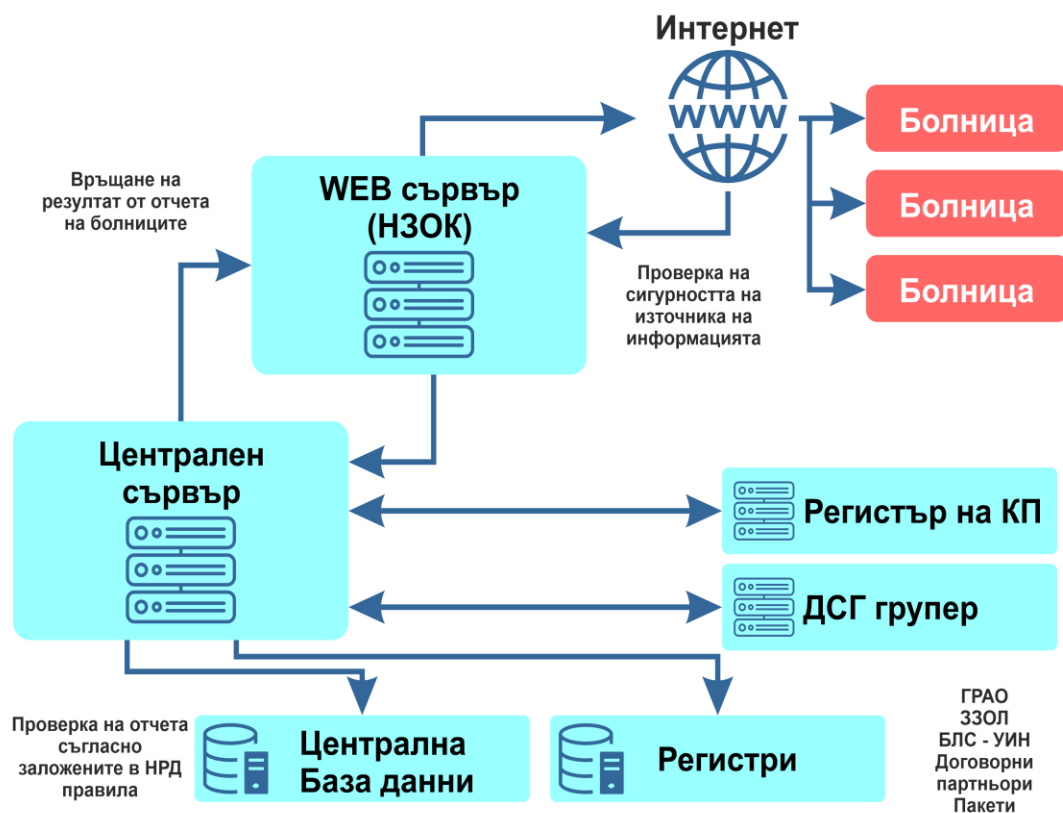 Интернет
WWW
Болница
Болница
Болница
Връщане на
резултат от отчета
на болниците
WEB сървър
(НЗОК)
Проверка на
сигурността на
източника на
информацията
Централен
сървър
Регистър на КП
ДСГ групер
Проверка на отчета
съгласно
заложените в НРД
правила
Централна
База данни
Регистри
ГРАО
ЗЗОЛ
БЛС - УИН
Договорни
партньори
Пакети